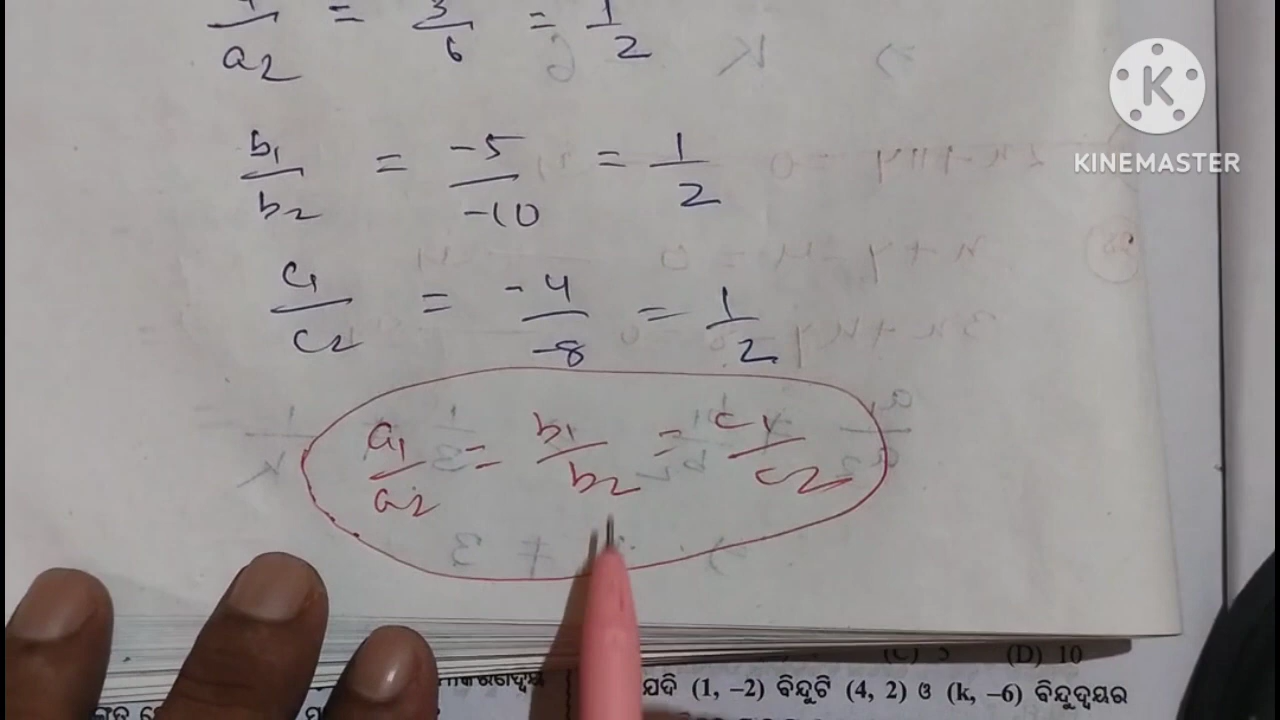 a2 = 3/6 = 1/2
KINEMASTER
b1/b2 = -5/-10 = 1/2
c1/c2 = -4/-8 = 1/2
a1/a2 = b1/b2 = c1/c2
(D) 10
ଯଦି (1, –2) ବିନ୍ଦୁଟି (4, 2) ଓ (k, –6) ବିନ୍ଦୁଦ୍ୱୟର